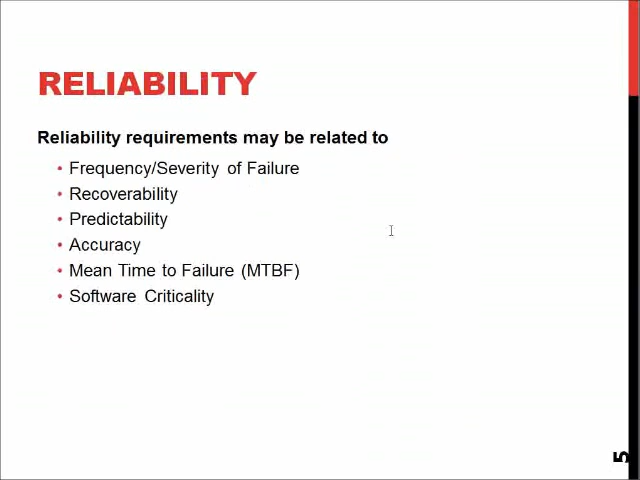 RELIABILITY
Reliability requirements may be related to
• Frequency/Severity of Failure
• Recoverability
• Predictability
• Accuracy
• Mean Time to Failure (MTBF)
• Software Criticality
5